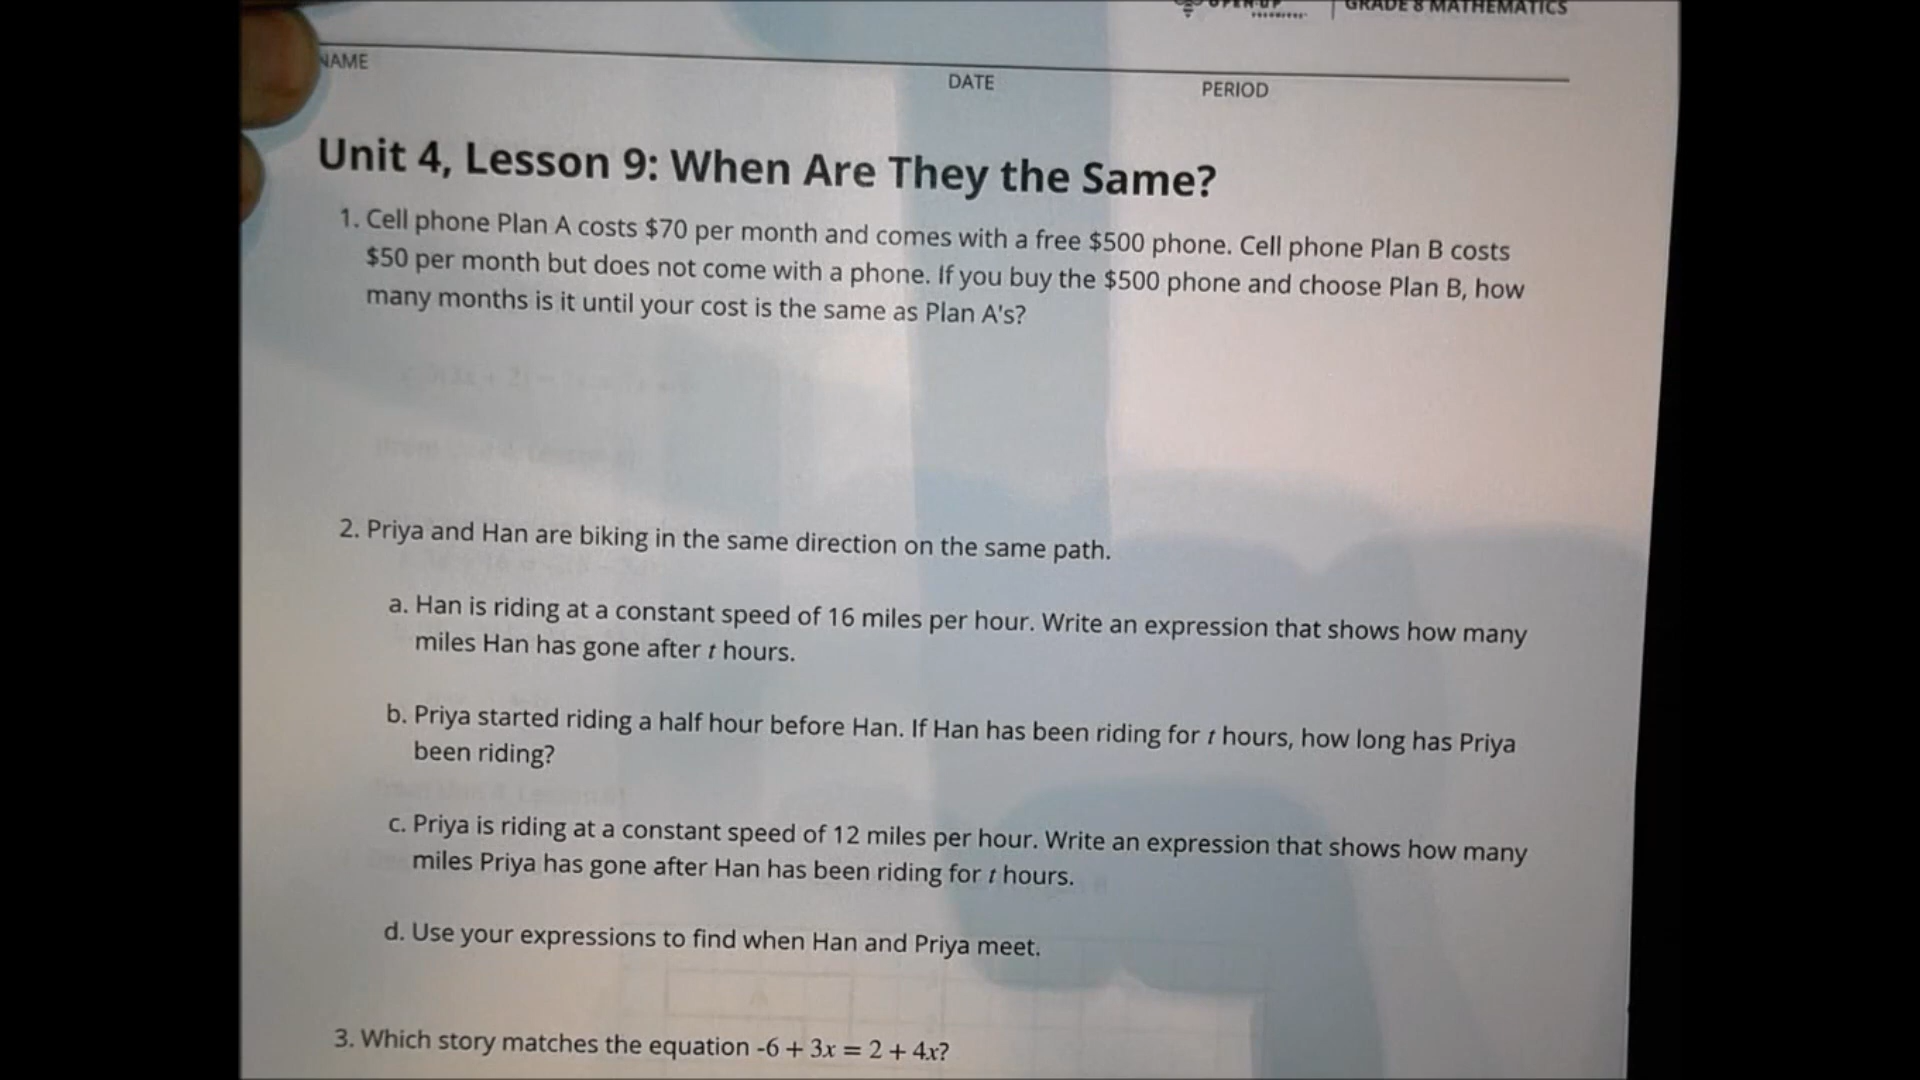 GRADE 8 MATHEMATICS
NAME DATE PERIOD
Unit 4, Lesson 9: When Are They the Same?
1. Cell phone Plan A costs $70 per month and comes with a free $500 phone. Cell phone Plan B costs
$50 per month but does not come with a phone. If you buy the $500 phone and choose Plan B, how
many months is it until your cost is the same as Plan A's?
2. Priya and Han are biking in the same direction on the same path.
a. Han is riding at a constant speed of 16 miles per hour. Write an expression that shows how many
miles Han has gone after t hours.
b. Priya started riding a half hour before Han. If Han has been riding for t hours, how long has Priya
been riding?
c. Priya is riding at a constant speed of 12 miles per hour. Write an expression that shows how many
miles Priya has gone after Han has been riding for t hours.
d. Use your expressions to find when Han and Priya meet.
3. Which story matches the equation -6 + 3x = 2 + 4x?